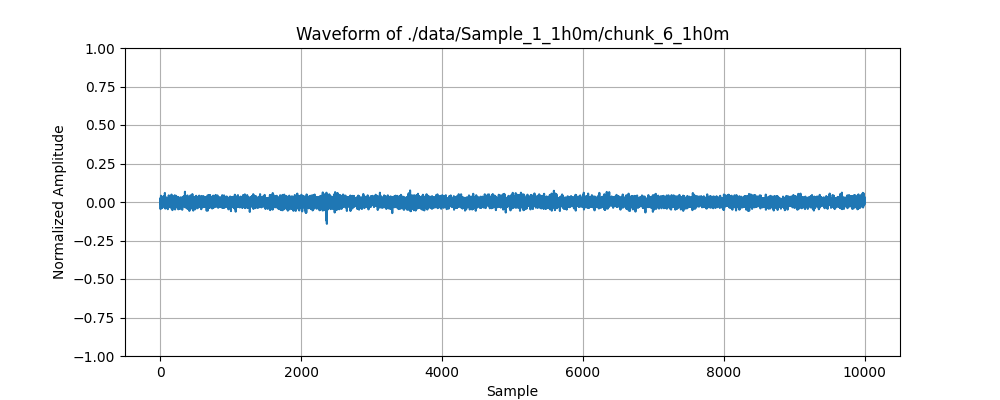 Waveform of ./data/Sample_1_1h0m/chunk_6_1h0m
1.00
0.75
0.50
0.25
0.00
−0.25
−0.50
−0.75
−1.00
Normalized Amplitude
0 2000 4000 6000 8000 10000
Sample